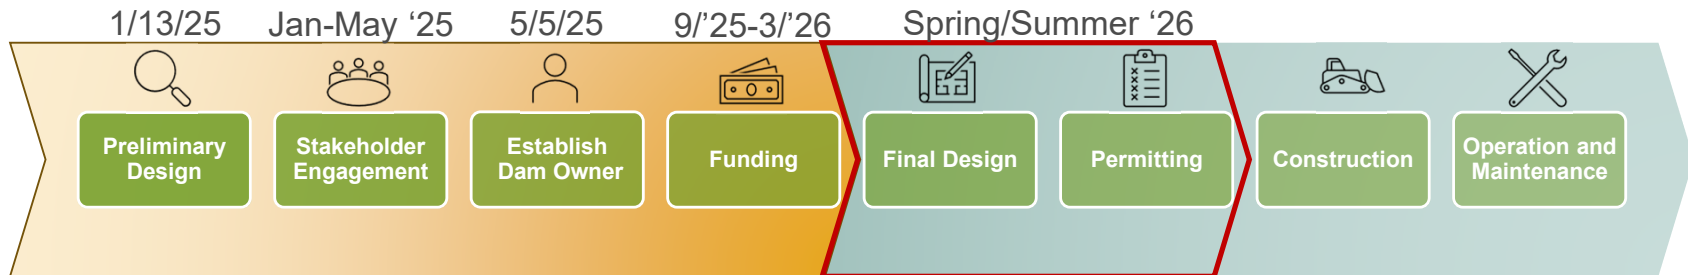 1/13/25 Jan-May ‘25 5/5/25 9/’25-3/’26 Spring/Summer ‘26
Preliminary
Design
Stakeholder
Engagement
Establish
Dam Owner
Funding
Final Design
Permitting
Construction
Operation and
Maintenance